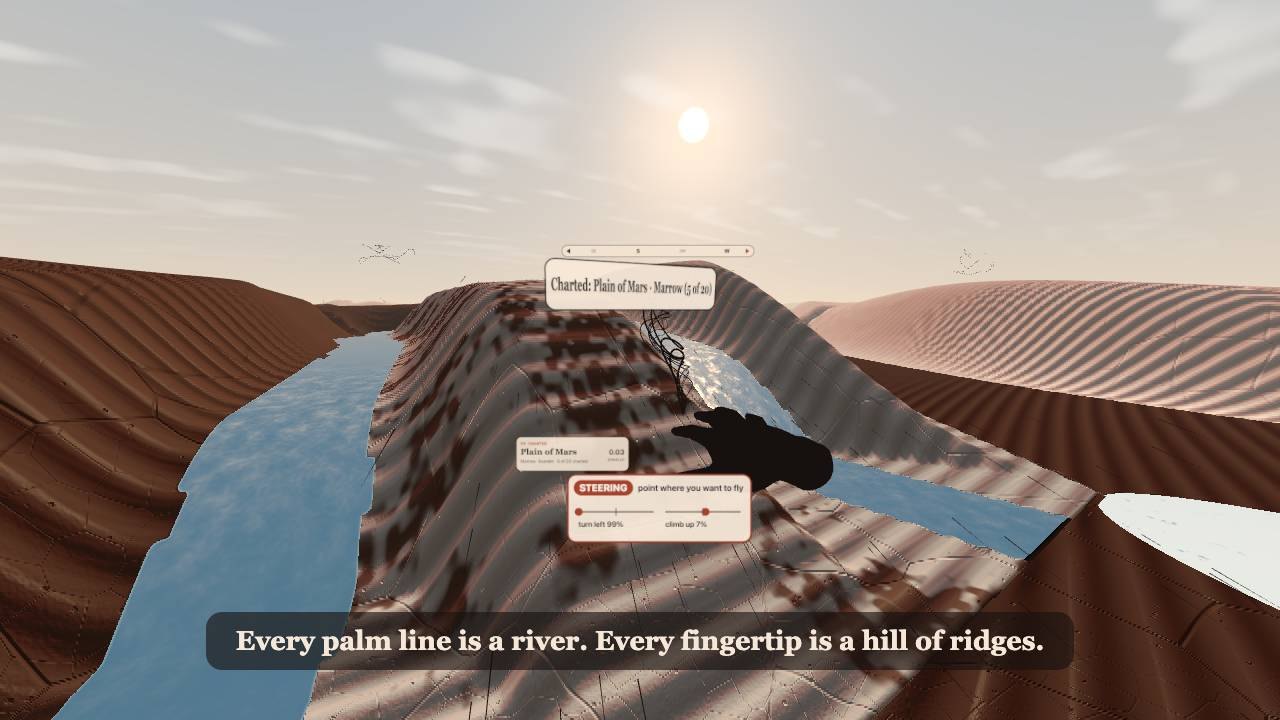 S
W
Charted: Plain of Mars · Marrow (5 of 20)
Plain of Mars
0.03
STEERING point where you want to fly
turn left 99%
climb up 7%
Every palm line is a river. Every fingertip is a hill of ridges.